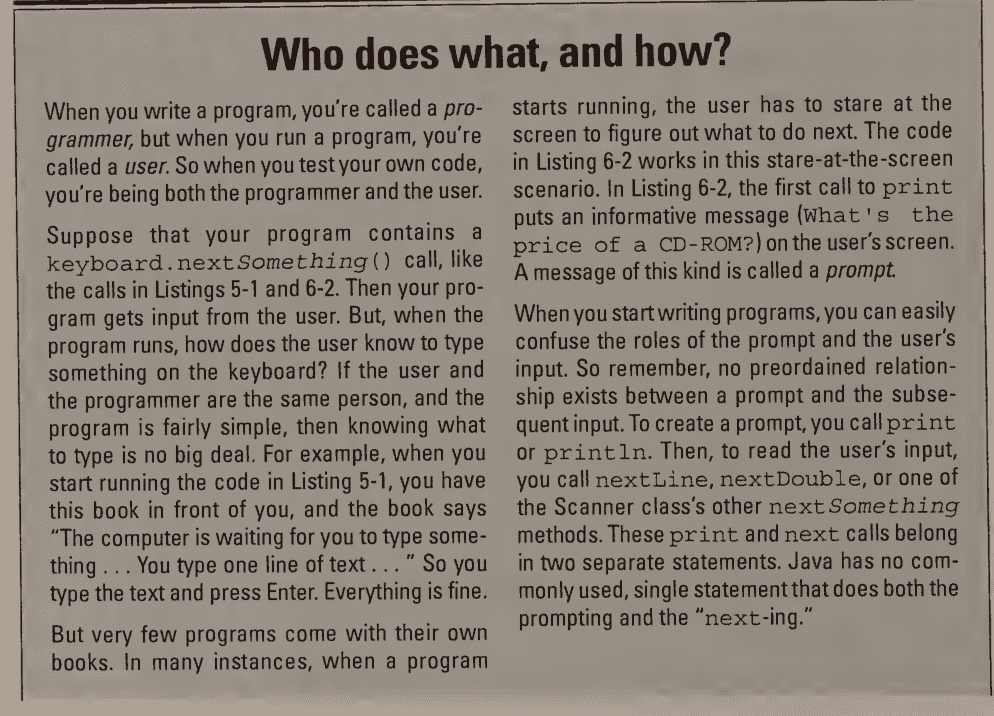 Who does what, and how?
When you write a program, you're called a pro-
grammer, but when you run a program, you're
called a user. So when you test your own code,
you're being both the programmer and the user.
Suppose that your program contains a
keyboard.nextSomething() call, like
the calls in Listings 5-1 and 6-2. Then your pro-
gram gets input from the user. But, when the
program runs, how does the user know to type
something on the keyboard? If the user and
the programmer are the same person, and the
program is fairly simple, then knowing what
to type is no big deal. For example, when you
start running the code in Listing 5-1, you have
this book in front of you, and the book says
“The computer is waiting for you to type some-
thing . . . You type one line of text . . . ” So you
type the text and press Enter. Everything is fine.
But very few programs come with their own
books. In many instances, when a program
starts running, the user has to stare at the
screen to figure out what to do next. The code
in Listing 6-2 works in this stare-at-the-screen
scenario. In Listing 6-2, the first call to print
puts an informative message (What's the
price of a CD-ROM?) on the user's screen.
A message of this kind is called a prompt.
When you start writing programs, you can easily
confuse the roles of the prompt and the user's
input. So remember, no preordained relation-
ship exists between a prompt and the subse-
quent input. To create a prompt, you call print
or println. Then, to read the user's input,
you call nextLine, nextDouble, or one of
the Scanner class's other nextSomething
methods. These print and next calls belong
in two separate statements. Java has no com-
monly used, single statement that does both the
prompting and the “next-ing.”